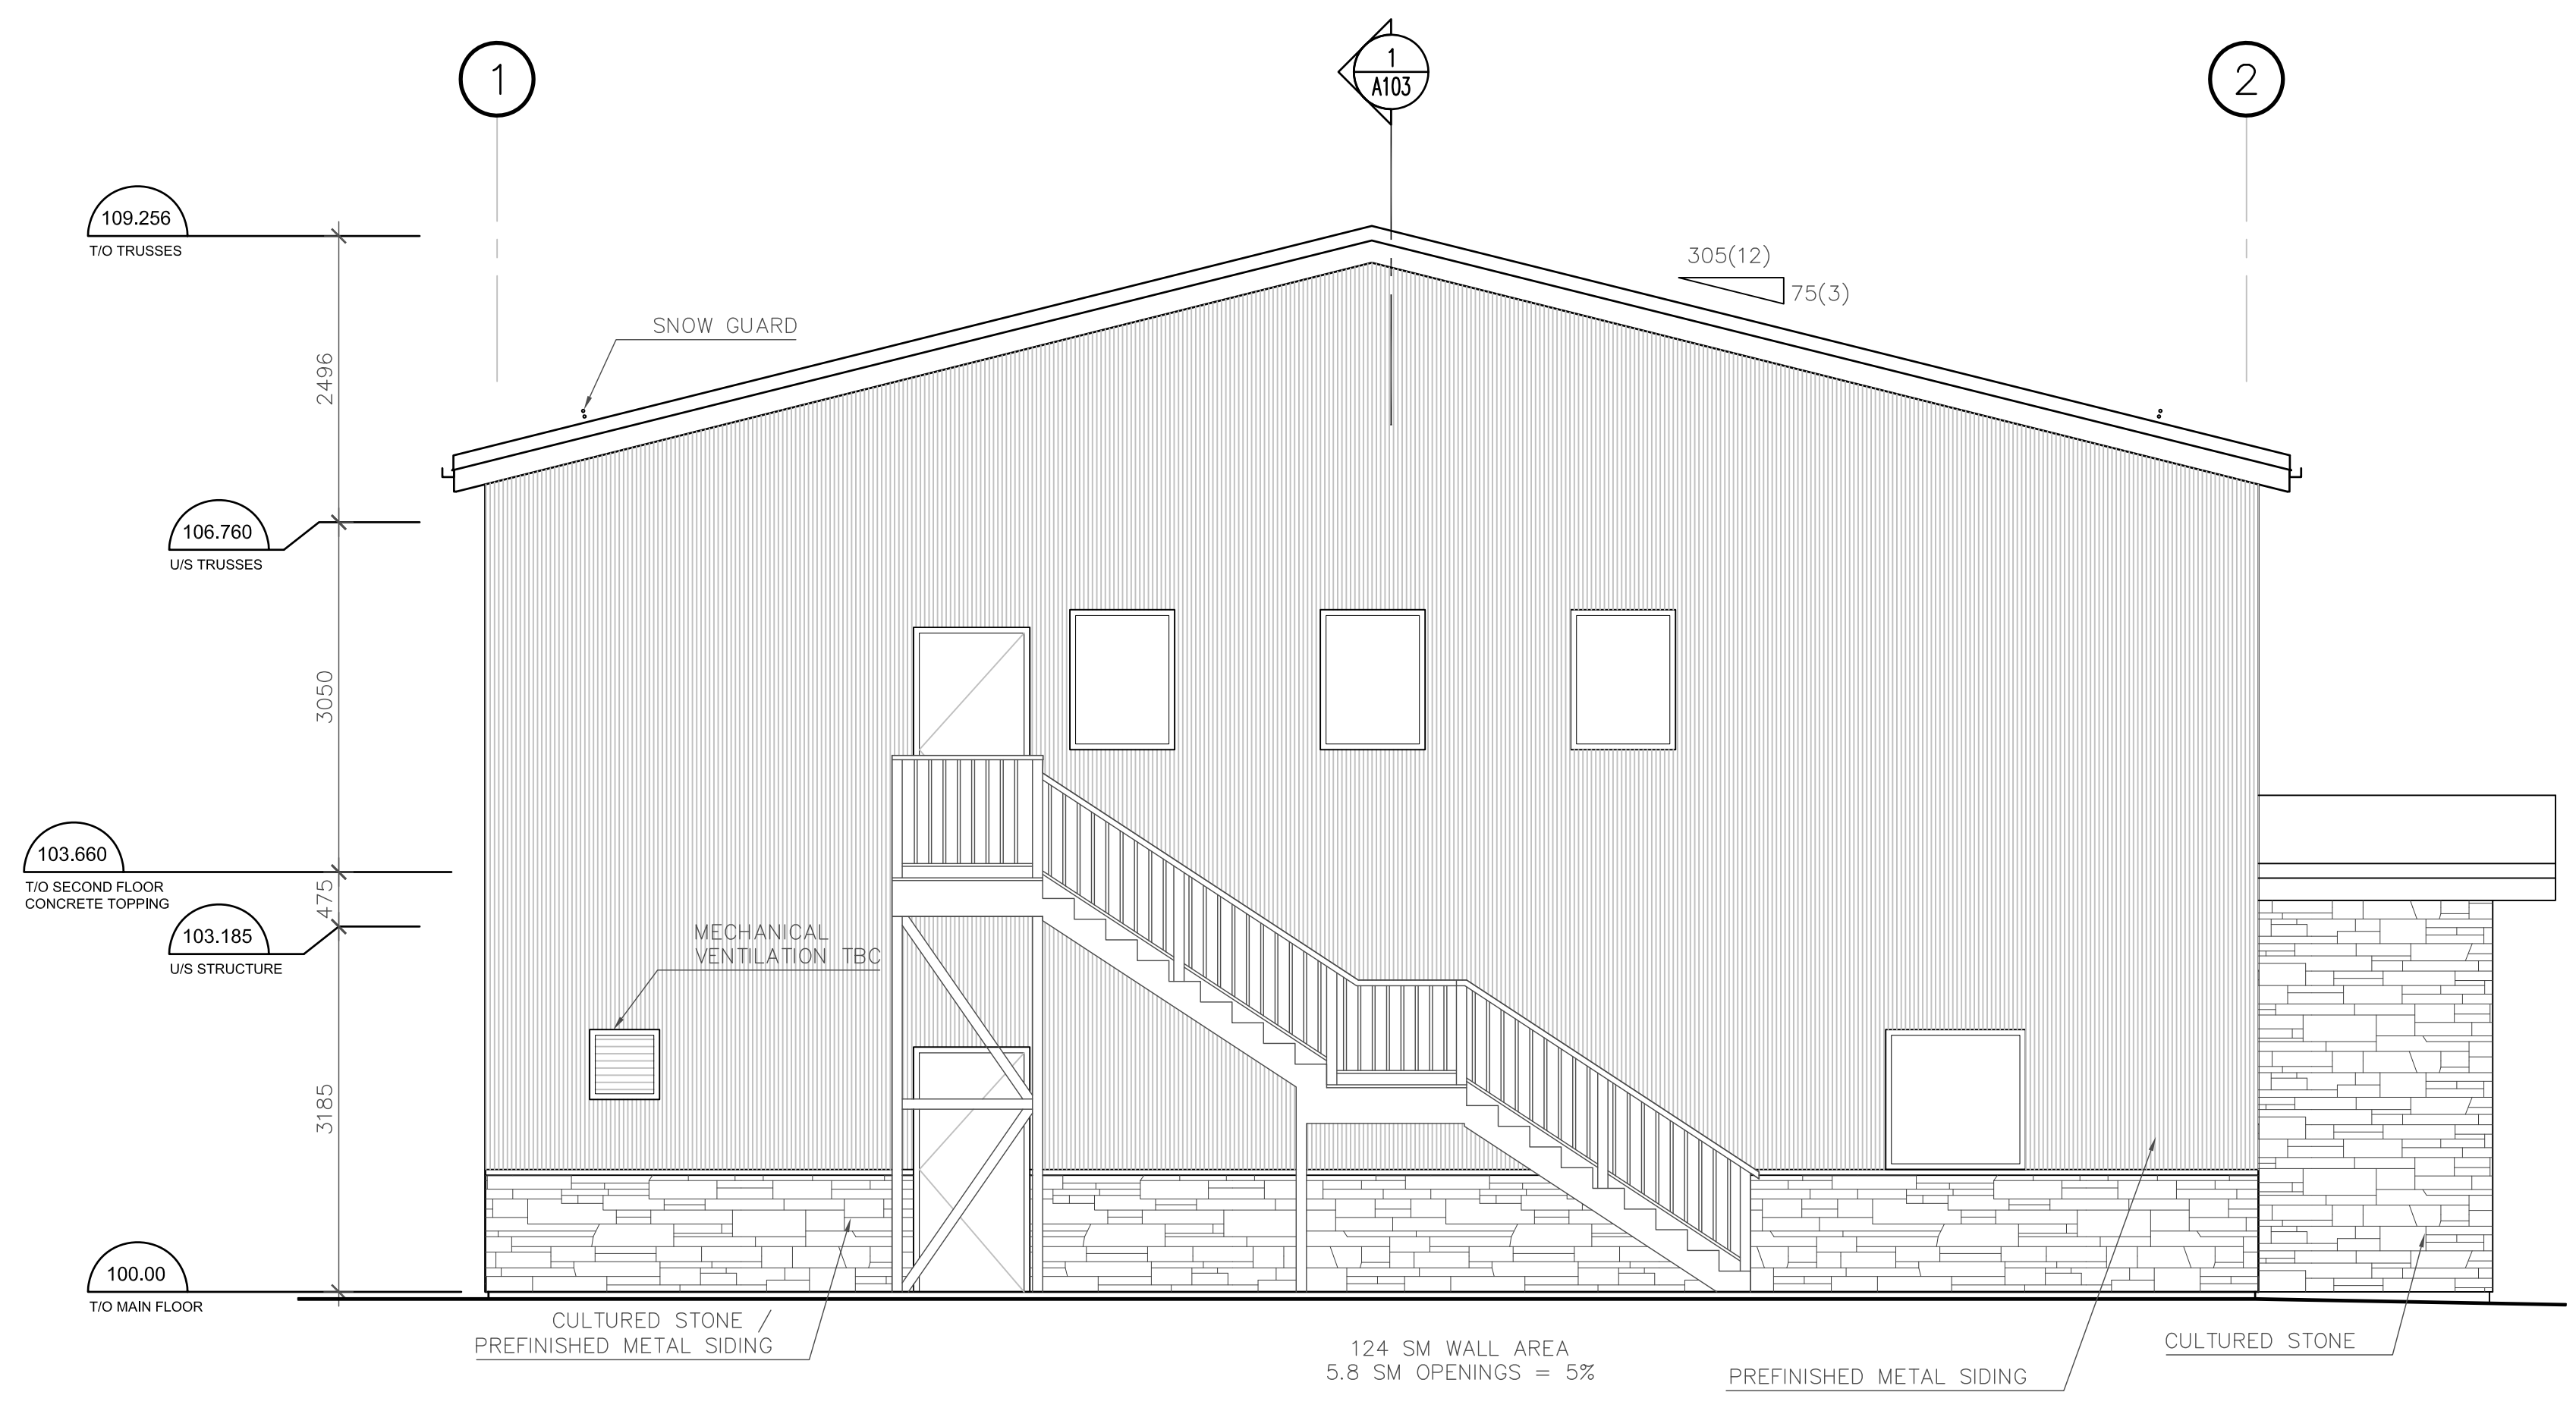 1
1
A103
2
109.256
T/O TRUSSES
305(12)
75(3)
SNOW GUARD
2496
106.760
U/S TRUSSES
3050
103.660
T/O SECOND FLOOR
CONCRETE TOPPING
475
103.185
U/S STRUCTURE
MECHANICAL
VENTILATION TBC
3185
100.00
T/O MAIN FLOOR
CULTURED STONE /
PREFINISHED METAL SIDING
124 SM WALL AREA
5.8 SM OPENINGS = 5%
PREFINISHED METAL SIDING
CULTURED STONE